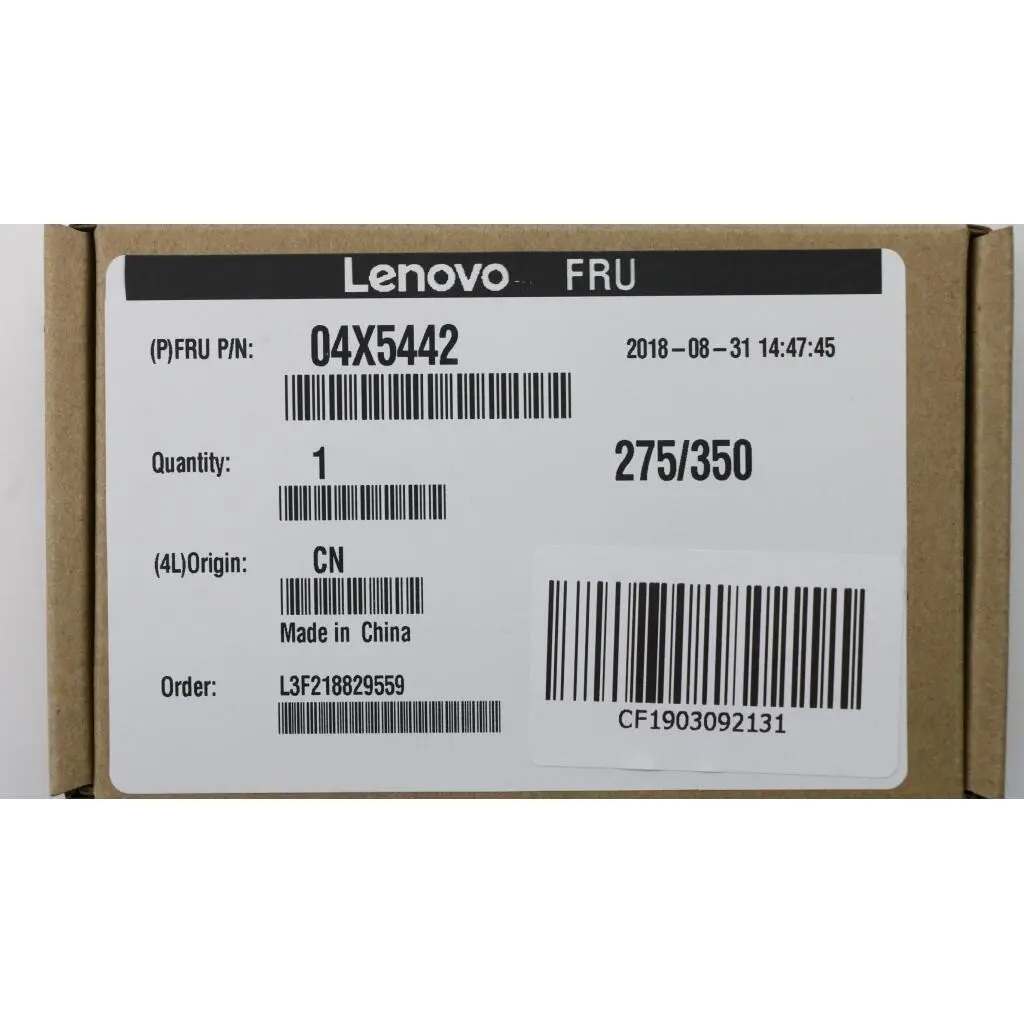 Lenovo FRU
(P)FRU P/N: 04X5442 2018-08-31 14:47:45
Quantity: 1 275/350
(4L)Origin: CN
Made in China
Order: L3F218829559
CF1903092131